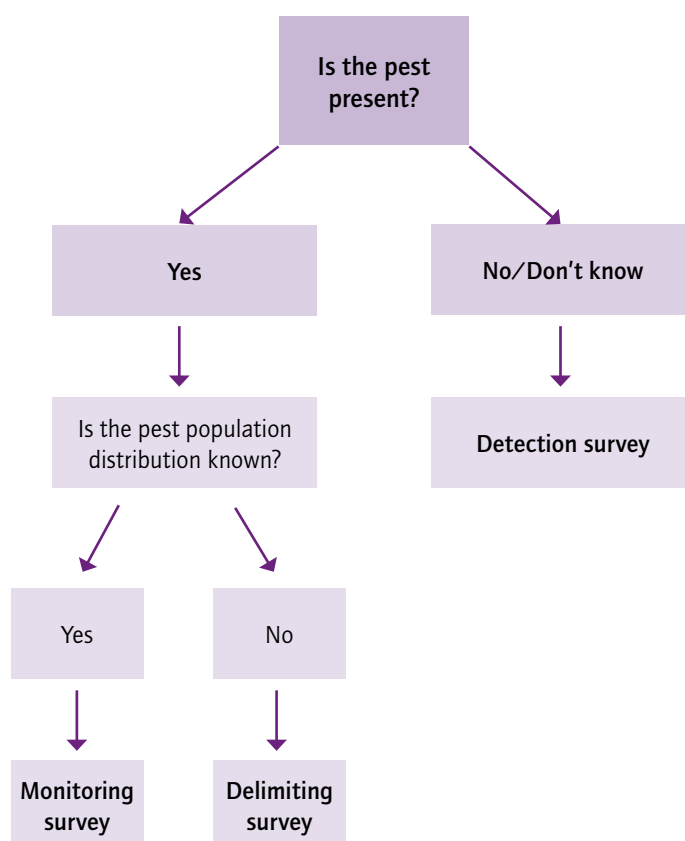 Is the pest
present?
Yes
No/Don't know
Is the pest population
distribution known?
Detection survey
Yes
No
Monitoring
survey
Delimiting
survey